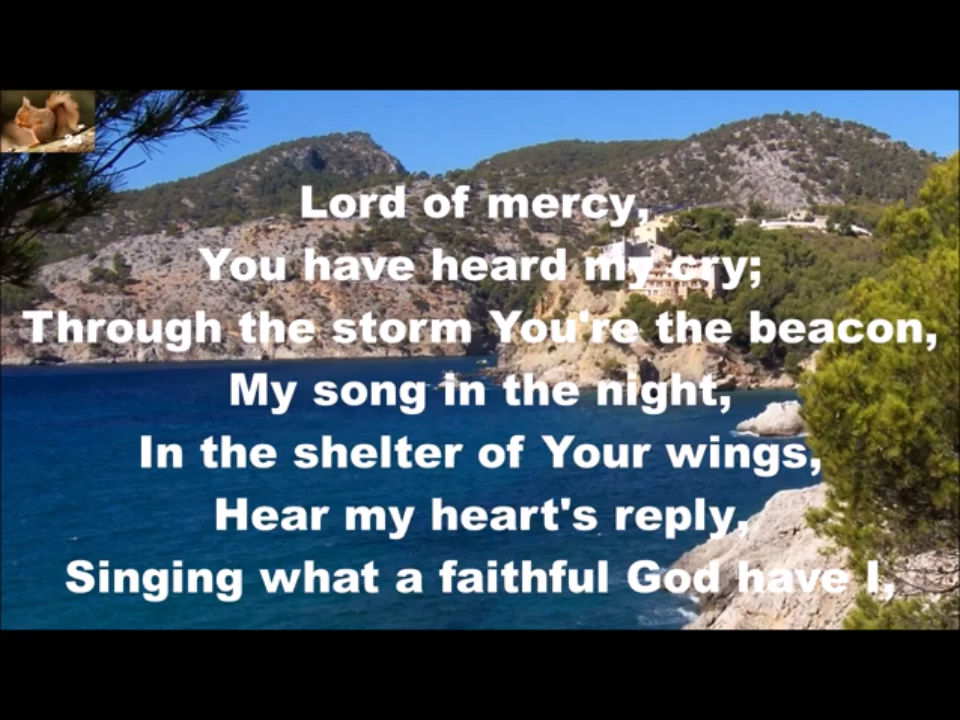 24
Lord of mercy,
You have heard my cry;
Through the storm You're the beacon,
My song in the night,
In the shelter of Your wings,
Hear my heart's reply,
Singing what a faithful God have I,